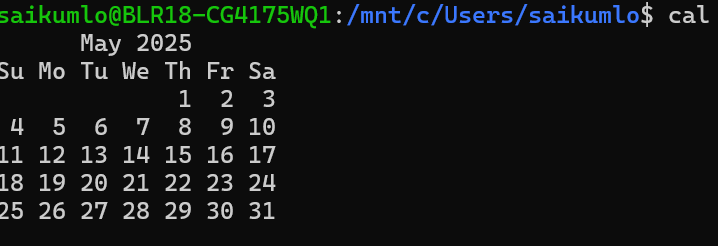 saikumlo@BLR18-CG4175WQ1:/mnt/c/Users/saikumlo$ cal
      May 2025
Su Mo Tu We Th Fr Sa
             1  2  3
 4  5  6  7  8  9 10
11 12 13 14 15 16 17
18 19 20 21 22 23 24
25 26 27 28 29 30 31